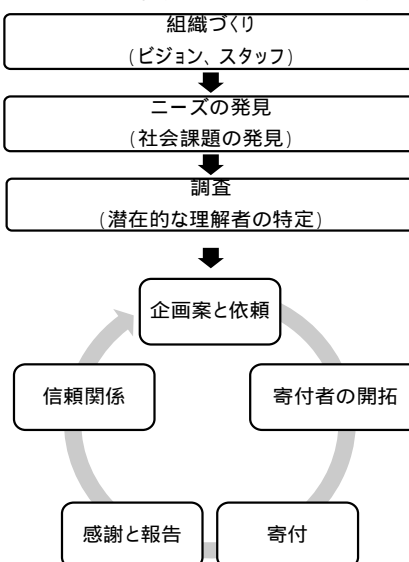 組織づくり
(ビジョン、スタッフ)
ニーズの発見
(社会課題の発見)
調査
(潜在的な理解者の特定)
企画案と依頼
寄付者の開拓
寄付
感謝と報告
信頼関係